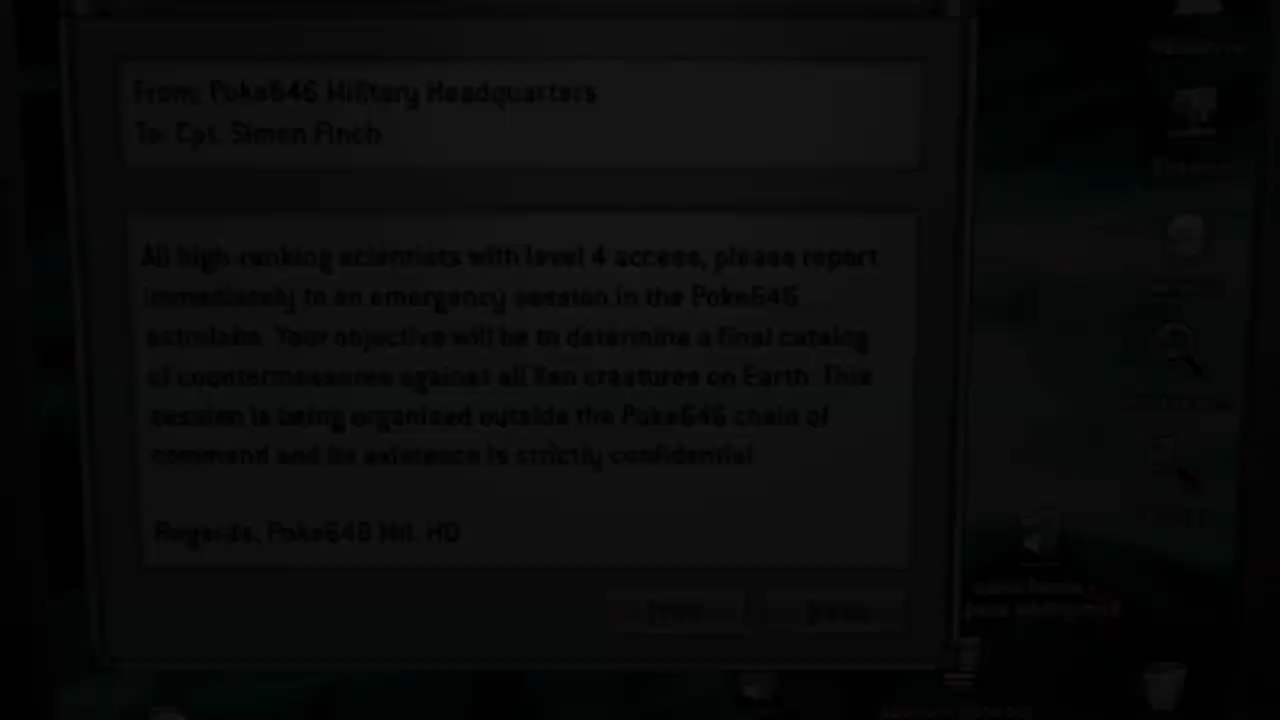 From: Poke646 Military Headquarters
To: Cpt. Simon Finch
All high-ranking scientists with level 4 access, please report
immediately to an emergency session in the Poke646
astrolabs. Your objective will be to determine a final catalog
of countermeasures against all Xen creatures on Earth. This
session is being organised outside the Poke646 chain of
command and its existence is strictly confidential.
Regards, Poke646 Mil. HQ